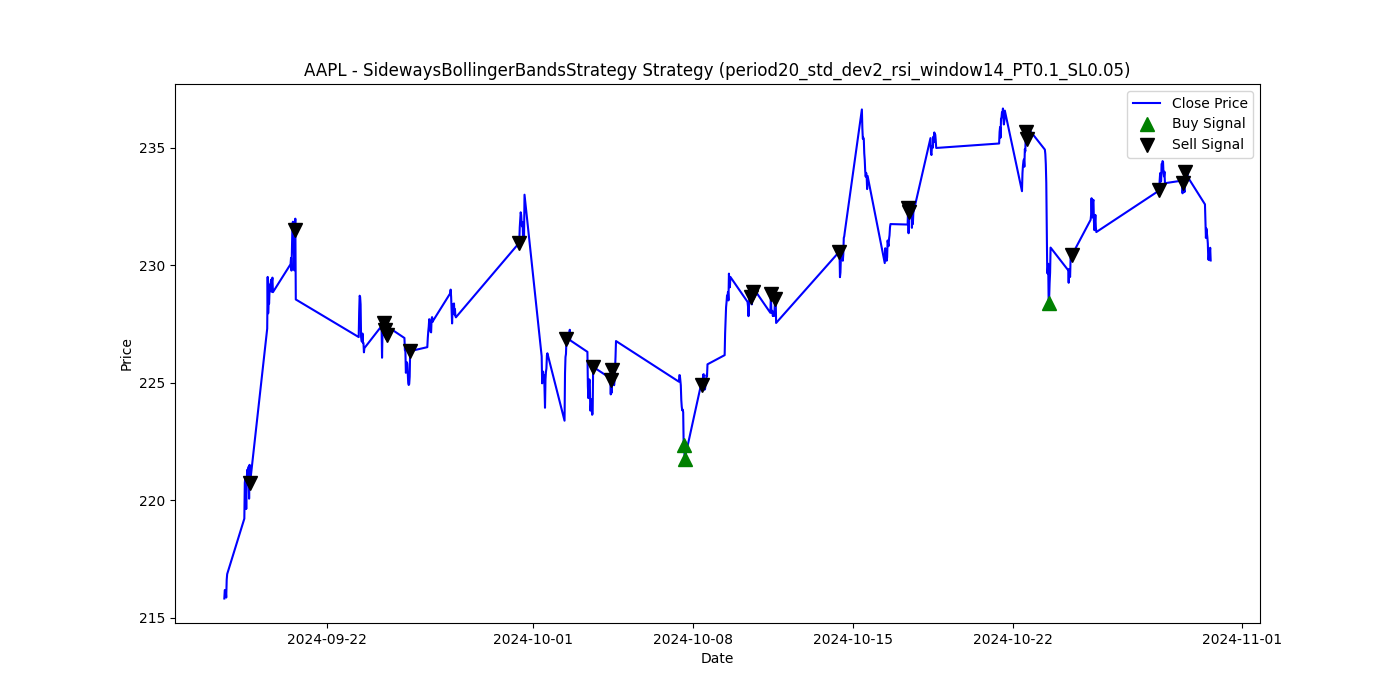 AAPL - SidewaysBollingerBandsStrategy Strategy (period20_std_dev2_rsi_window14_PT0.1_SL0.05)
Close Price
Buy Signal
Sell Signal
235
230
225
220
215
Price
2024-09-22
2024-10-01
2024-10-08
2024-10-15
2024-10-22
2024-11-01
Date